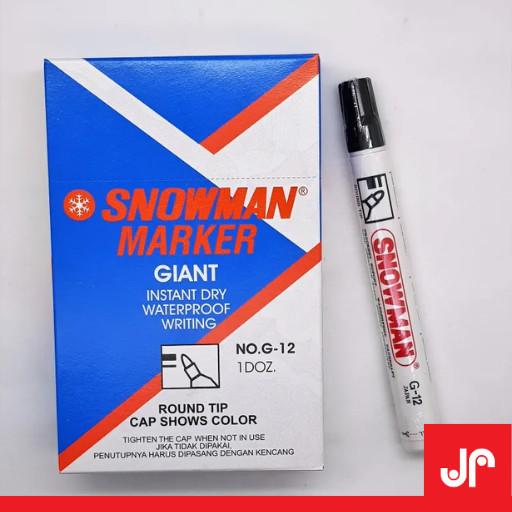 SNOWMAN®
MARKER
GIANT
INSTANT DRY
WATERPROOF
WRITING
NO.G-12
1DOZ.
ROUND TIP
CAP SHOWS COLOR
TIGHTEN THE CAP WHEN NOT IN USE
JIKA TIDAK DIPAKAI,
PENUTUPNYA HARUS DIPASANG DENGAN KENCANG
SNOWMAN
G-12
JR